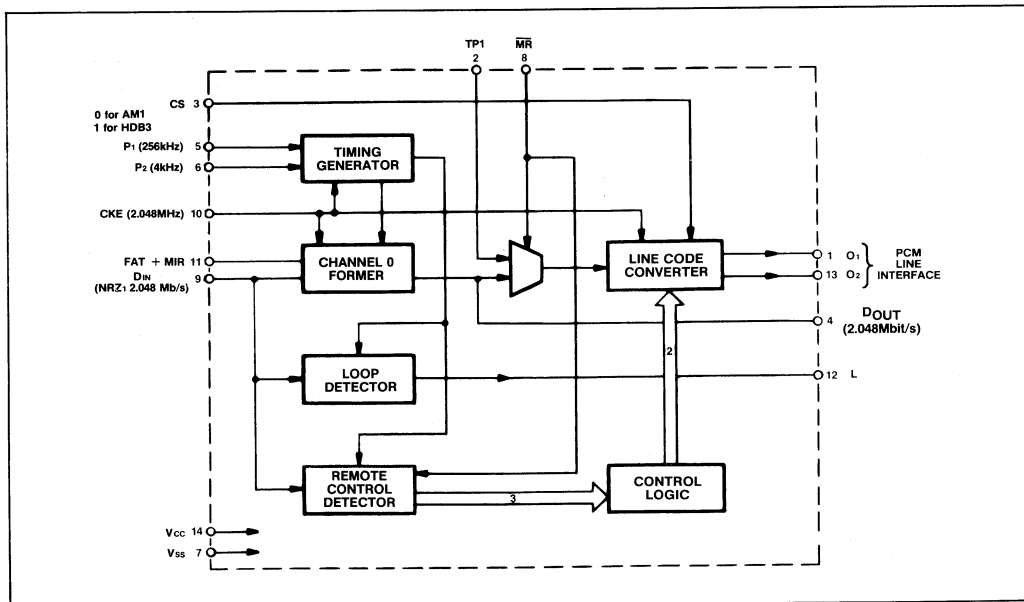 TP1
2
MR
8
CS 3
0 for AM1
1 for HDB3
P1 (256kHz) 5
P2 (4kHz) 6
TIMING
GENERATOR
CKE (2.048MHz) 10
FAT + MIR 11
DIN 9
(NRZ1 2.048 Mb/s)
CHANNEL 0
FORMER
LINE CODE
CONVERTER
1 O1
13 O2
PCM
LINE
INTERFACE
DOUT
4
(2.048Mbit/s)
2
LOOP
DETECTOR
12 L
REMOTE
CONTROL
DETECTOR
3
CONTROL
LOGIC
VCC 14
VSS 7